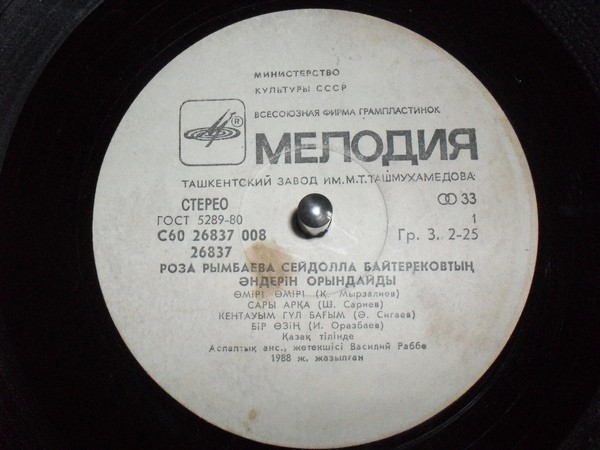 МИНИСТЕРСТВО
КУЛЬТУРЫ СССР
ВСЕСОЮЗНАЯ ФИРМА ГРАМПЛАСТИНОК
® МЕЛОДИЯ
ТАШКЕНТСКИЙ ЗАВОД ИМ.М.Т.ТАШМУХАМЕДОВА
СТЕРЕО 33
ГОСТ 5289-80 1
С60 26837 008 Гр. 3. 2-25
26837
РОЗА РЫМБАЕВА СЕЙДОЛЛА БАЙТЕРЕКОВТЫҢ
ӘНДЕРІН ОРЫНДАЙДЫ
ӨМІРІ ӨМІРІ (Қ. Мырзалиев)
САРЫ АРҚА (Ш. Сариев)
КЕНТАУЫМ ГҮЛ БАҒЫМ (Ә. Сигаев)
БІР ӨЗІҢ (И. Оразбаев)
Қазақ тілінде
Аспаптық анс., жетекшісі Василий Раббе
1988 ж. жазылған